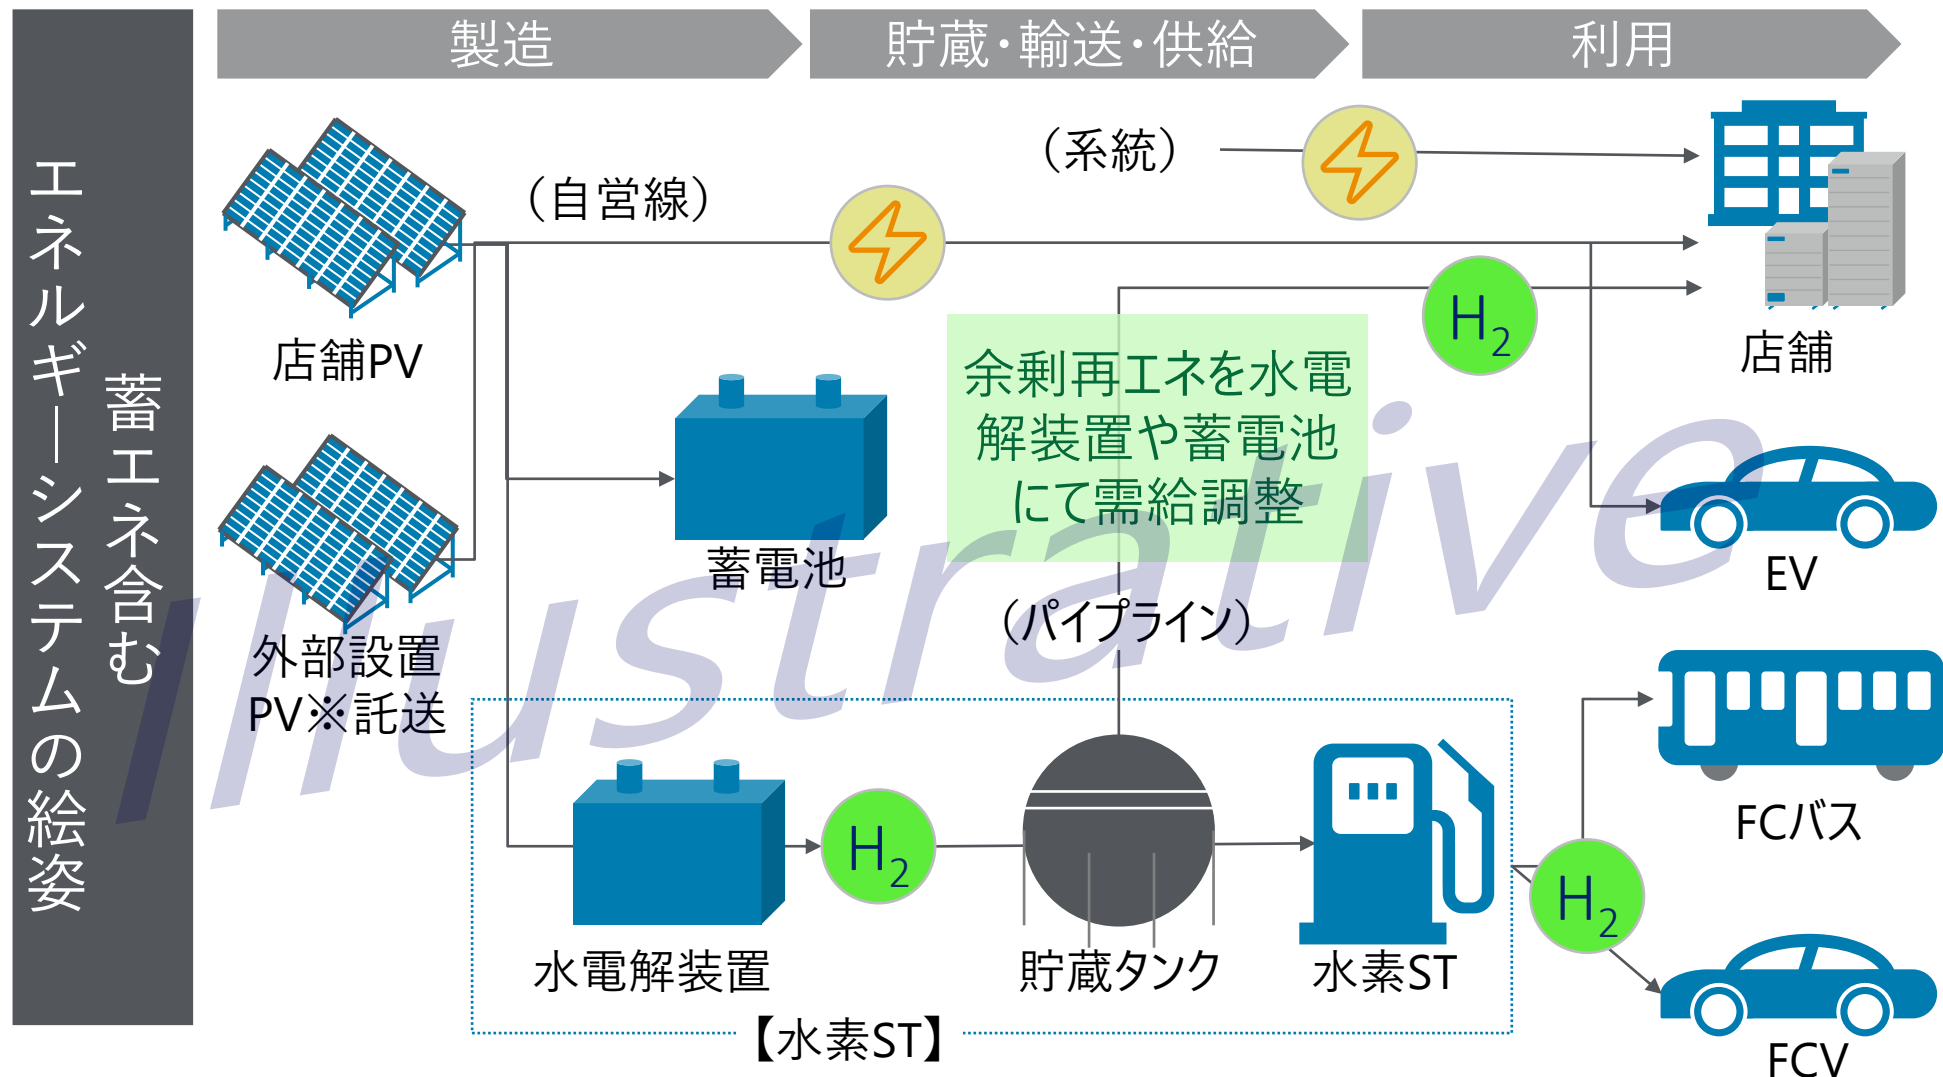 蓄エネ含む
エネルギーシステムの絵姿
製造
貯蔵・輸送・供給
利用
（系統）
（自営線）
店舗PV
H2
店舗
余剰再エネを水電
解装置や蓄電池
にて需給調整
蓄電池
EV
（パイプライン）
外部設置
PV※託送
FCバス
H2
H2
水電解装置
貯蔵タンク
水素ST
【水素ST】
FCV
Illustrative